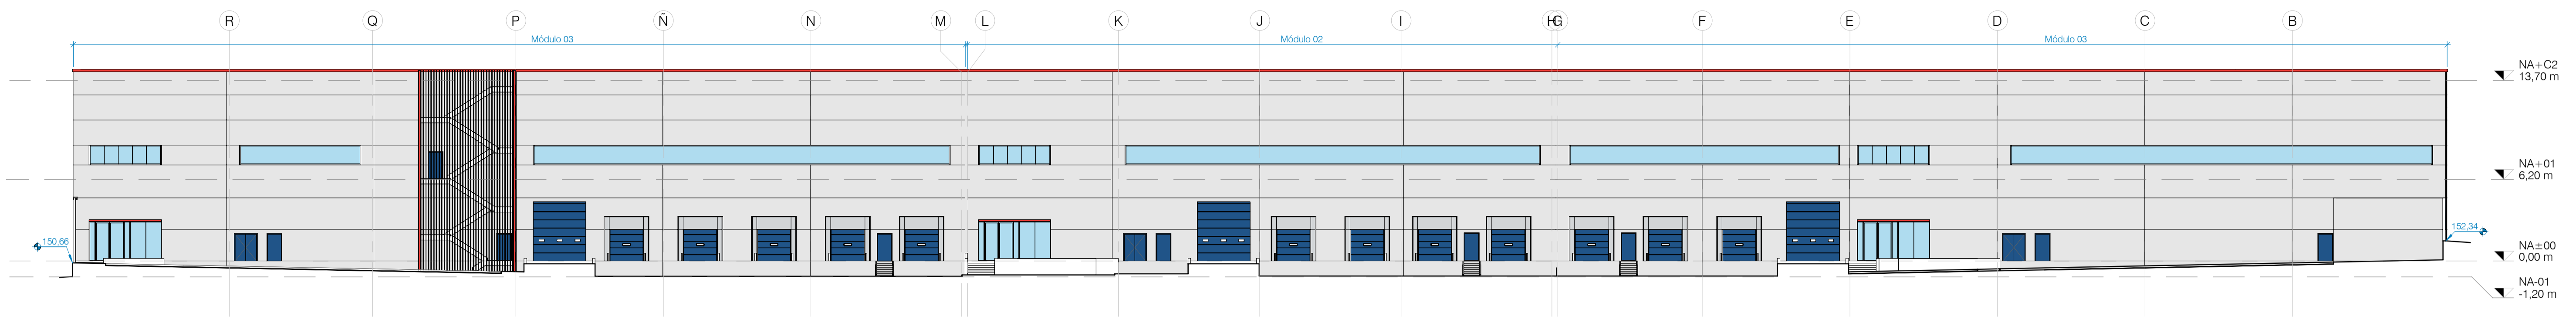 R Q P Ñ N M L K J I H G F E D C B
Módulo 03 Módulo 02 Módulo 03
NA+C2
13,70 m
NA+01
6,20 m
150,66
152,34
NA±00
0,00 m
NA-01
-1,20 m